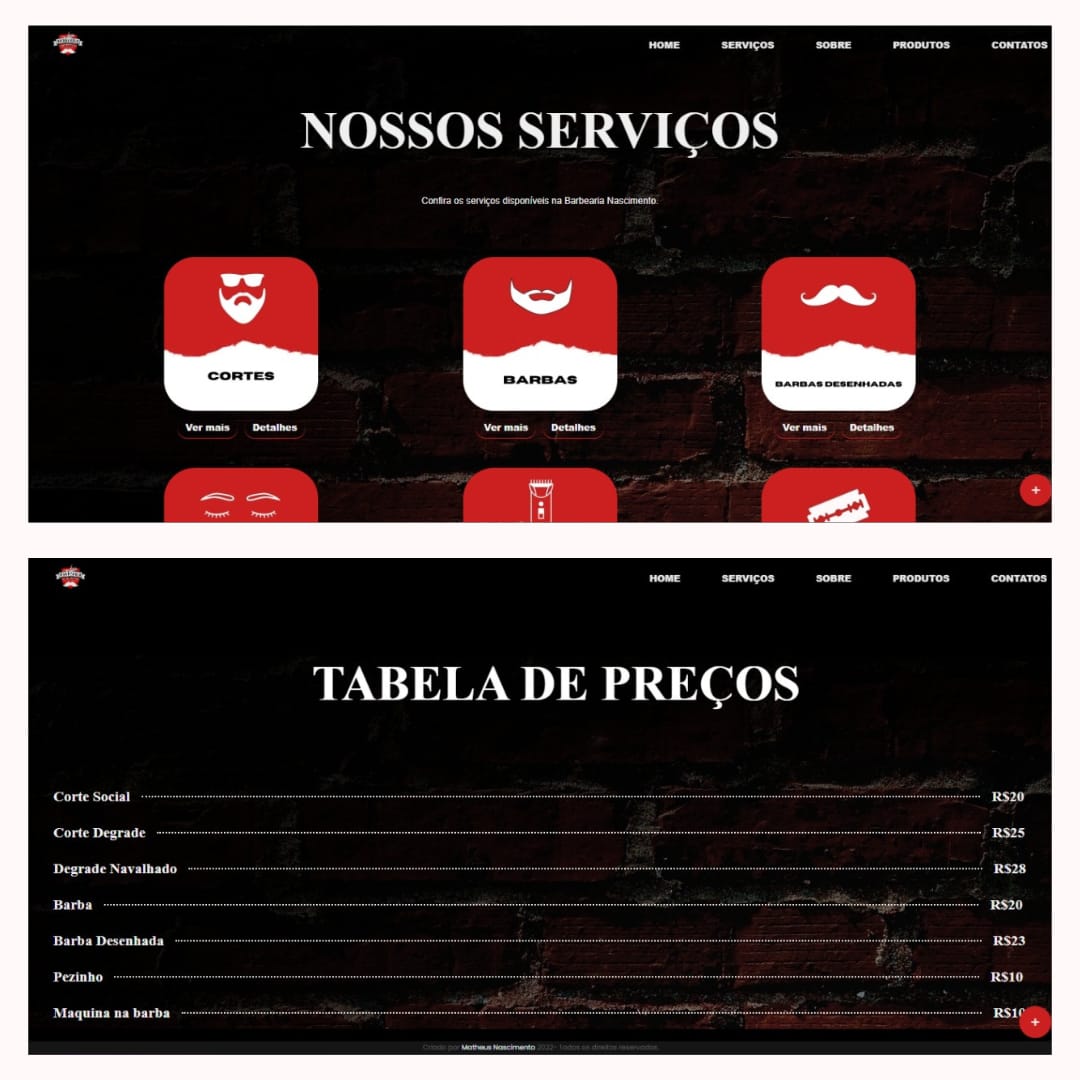 HOME SERVIÇOS SOBRE PRODUTOS CONTATOS
NOSSOS SERVIÇOS
Confira os serviços disponíveis na Barbearia Nascimento.
CORTES BARBAS BARBAS DESENHADAS
Ver mais Detalhes Ver mais Detalhes Ver mais Detalhes
+
HOME SERVIÇOS SOBRE PRODUTOS CONTATOS
TABELA DE PREÇOS
Corte Social R$20
Corte Degrade R$25
Degrade Navalhado R$28
Barba R$20
Barba Desenhada R$23
Pezinho R$10
Maquina na barba R$10
+
Criado por Matheus Nascimento 2022- Todos os direitos reservados.